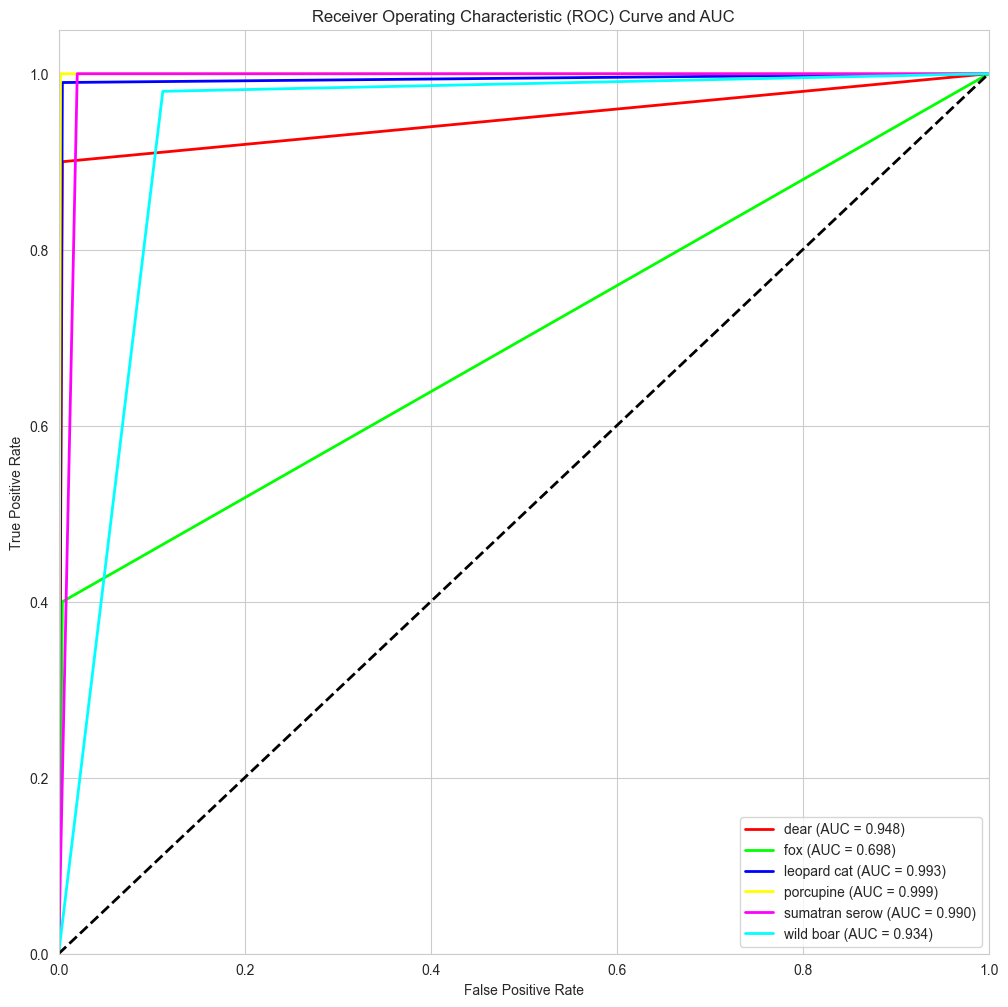 Receiver Operating Characteristic (ROC) Curve and AUC
True Positive Rate
1.0
0.8
0.6
0.4
0.2
0.0
dear (AUC = 0.948)
fox (AUC = 0.698)
leopard cat (AUC = 0.993)
porcupine (AUC = 0.999)
sumatran serow (AUC = 0.990)
wild boar (AUC = 0.934)
0.0 0.2 0.4 0.6 0.8 1.0
False Positive Rate